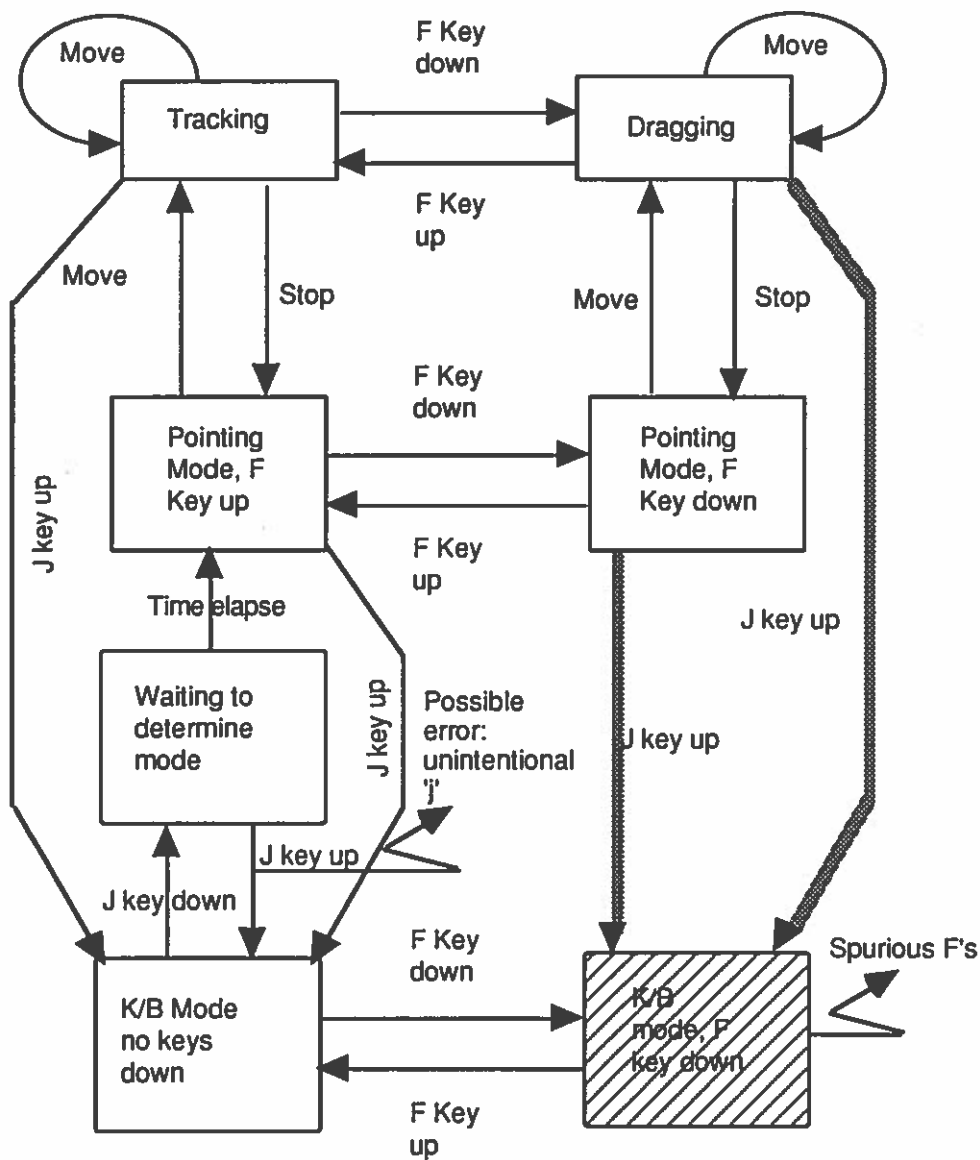 Move
F Key
down
Move
Tracking
Dragging
F Key
up
Move
Stop
Move
Stop
F Key
down
Pointing
Mode, F
Key up
Pointing
Mode, F
Key down
J key up
F Key
up
Time elapse
J key up
Waiting to
determine
mode
J key up
Possible
error:
unintentional
'j'
J key up
J key up
J key down
F Key
down
Spurious F's
K/B Mode
no keys
down
K/B
mode, F
key down
F Key
up